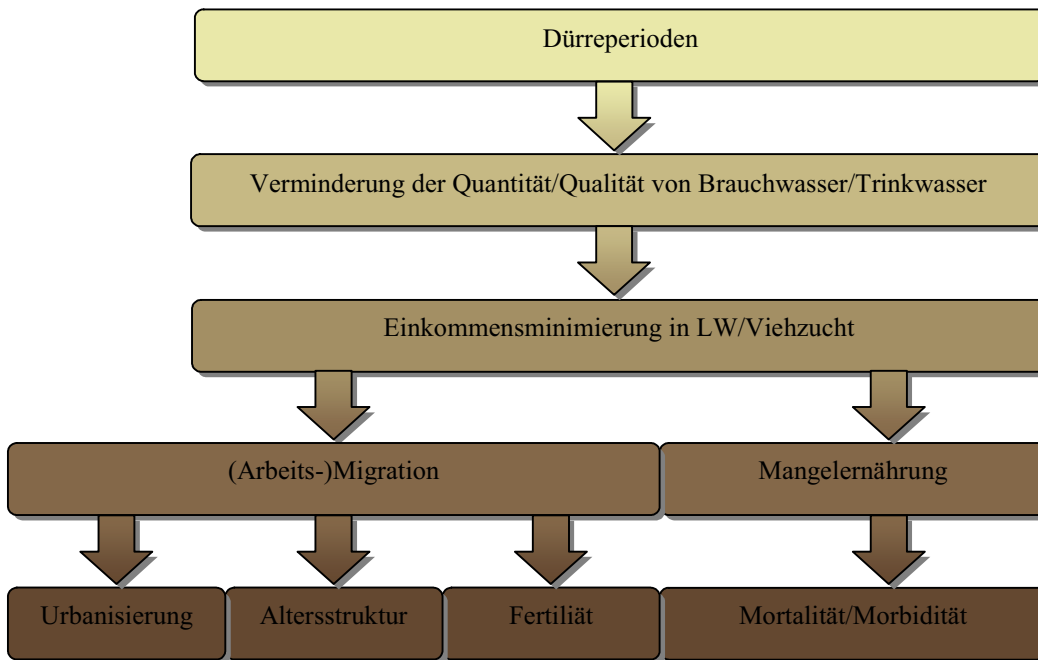 Dürreperioden
Verminderung der Quantität/Qualität von Brauchwasser/Trinkwasser
Einkommensminimierung in LW/Viehzucht
(Arbeits-)Migration
Mangelernährung
Urbanisierung
Altersstruktur
Fertiliät
Mortalität/Morbidität